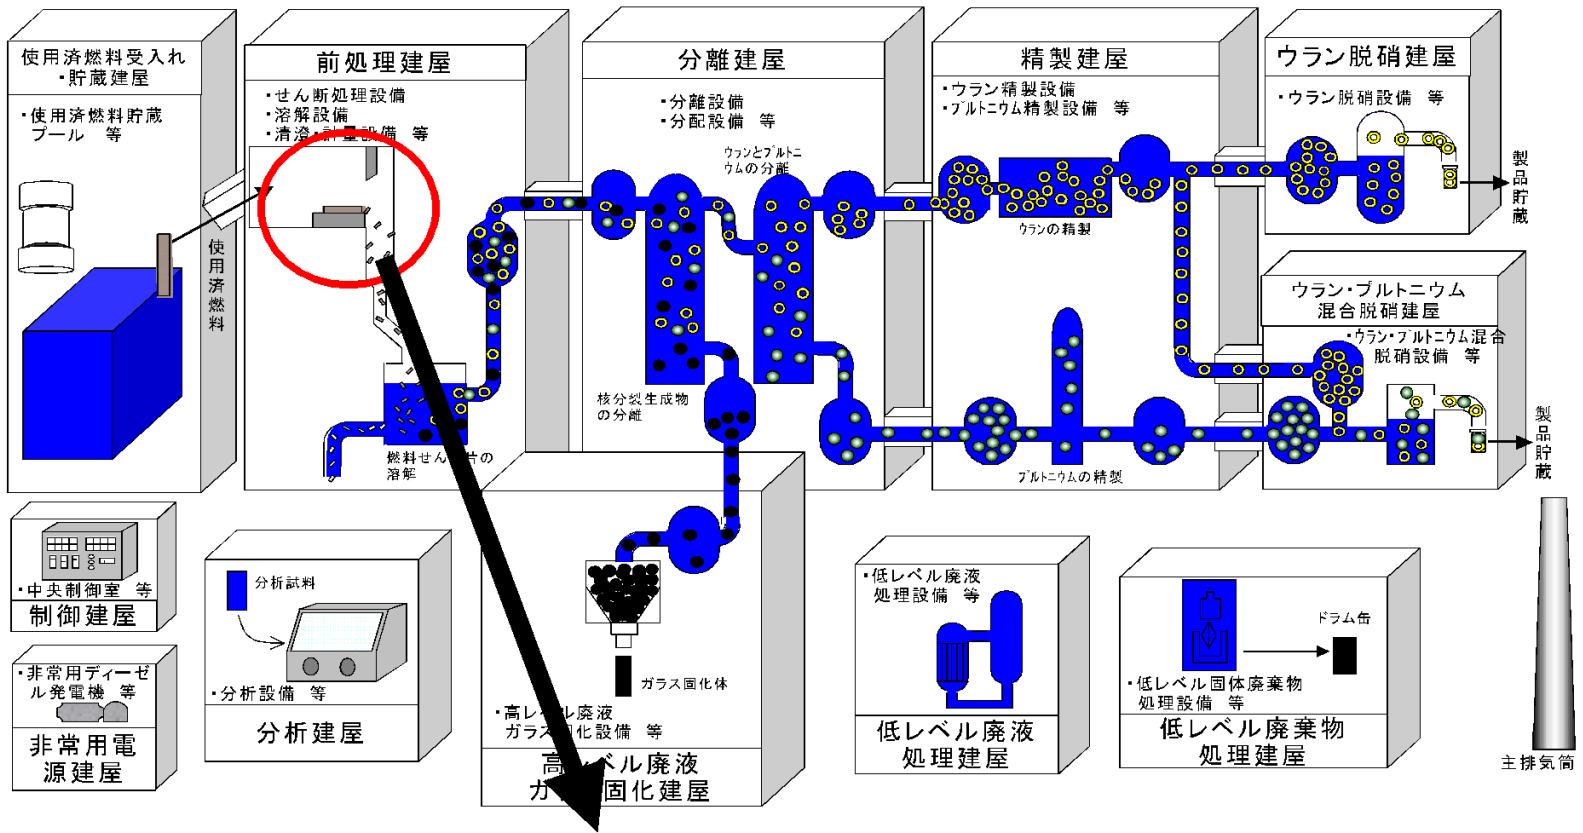 使用済燃料受入れ
・貯蔵建屋
・使用済燃料貯蔵
プール 等
使用済燃料
前処理建屋
・せん断処理設備
・溶解設備
・清澄・計量設備 等
燃料せん
片の
溶解
分離建屋
・分離設備
・分配設備 等
ウランとプルトニ
ウムの分離
核分裂生成物
の分離
精製建屋
・ウラン精製設備
・プルトニウム精製設備 等
ウランの精製
プルトニウムの精製
ウラン脱硝建屋
・ウラン脱硝設備 等
製品貯蔵
ウラン・プルトニウム
混合脱硝建屋
・ウラン・プルトニウム混合
脱硝設備 等
製品貯蔵
・中央制御室 等
制御建屋
・非常用ディーゼ
ル発電機 等
非常用電
源建屋
分析試料
・分析設備 等
分析建屋
ガラス固化体
・高レベル廃液
ガラス固化設備 等
高レベル廃液
ガ
固化建屋
・低レベル廃液
処理設備 等
低レベル廃液
処理建屋
ドラム缶
・低レベル固体廃棄物
処理設備 等
低レベル廃棄物
処理建屋
主排気筒